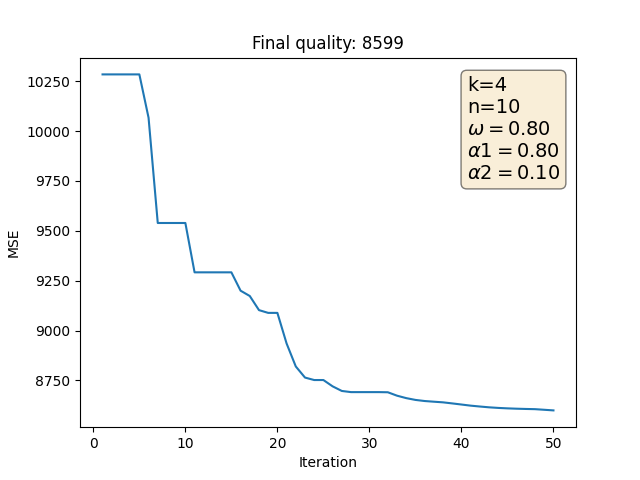 Final quality: 8599
10250
10000
9750
9500
9250
9000
8750
MSE
k=4
n=10
ω = 0.80
α1 = 0.80
α2 = 0.10
0 10 20 30 40 50
Iteration